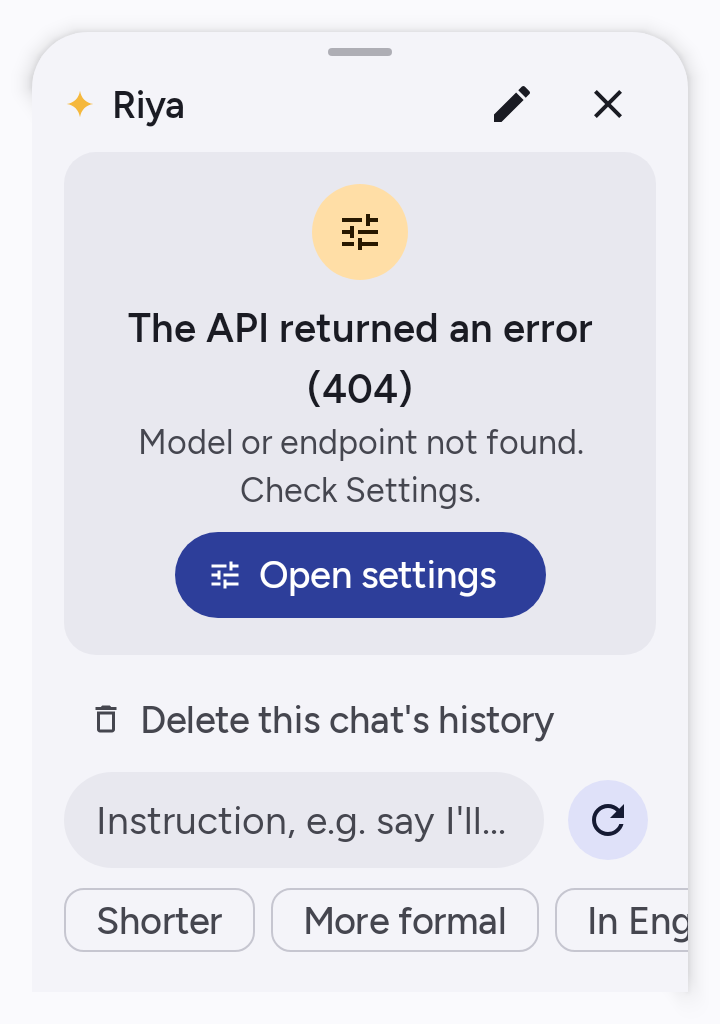 Riya
The API returned an error
(404)
Model or endpoint not found.
Check Settings.
Open settings
Delete this chat's history
Instruction, e.g. say I'll...
Shorter
More formal
In Eng